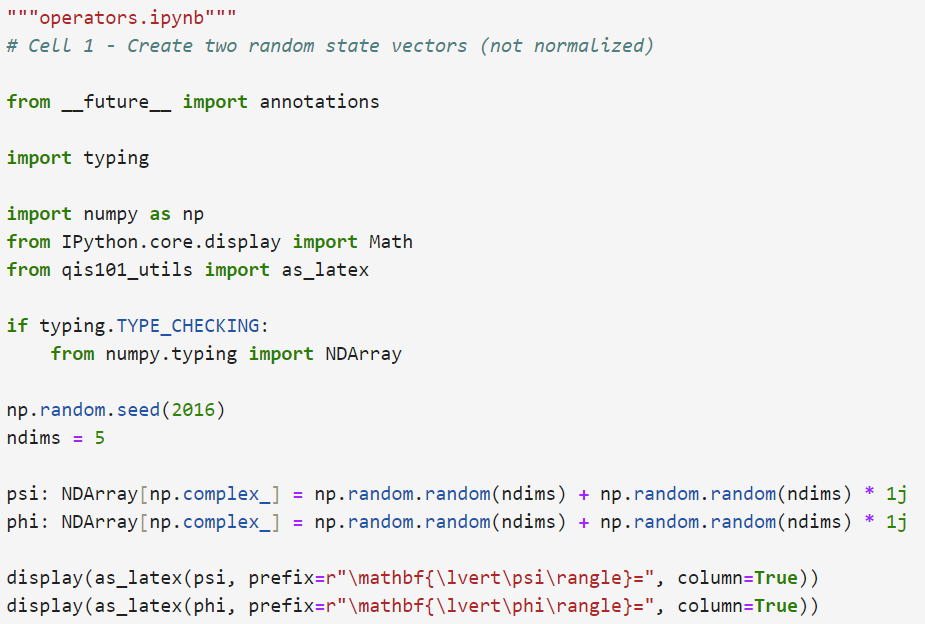 """operators.ipynb"""
# Cell 1 - Create two random state vectors (not normalized)
from __future__ import annotations
import typing
import numpy as np
from IPython.core.display import Math
from qis101_utils import as_latex
if typing.TYPE_CHECKING:
    from numpy.typing import NDArray
np.random.seed(2016)
ndims = 5
psi: NDArray[np.complex_] = np.random.random(ndims) + np.random.random(ndims) * 1j
phi: NDArray[np.complex_] = np.random.random(ndims) + np.random.random(ndims) * 1j
display(as_latex(psi, prefix=r"\mathbf{\lvert\psi\rangle}=", column=True))
display(as_latex(phi, prefix=r"\mathbf{\lvert\phi\rangle}=", column=True))